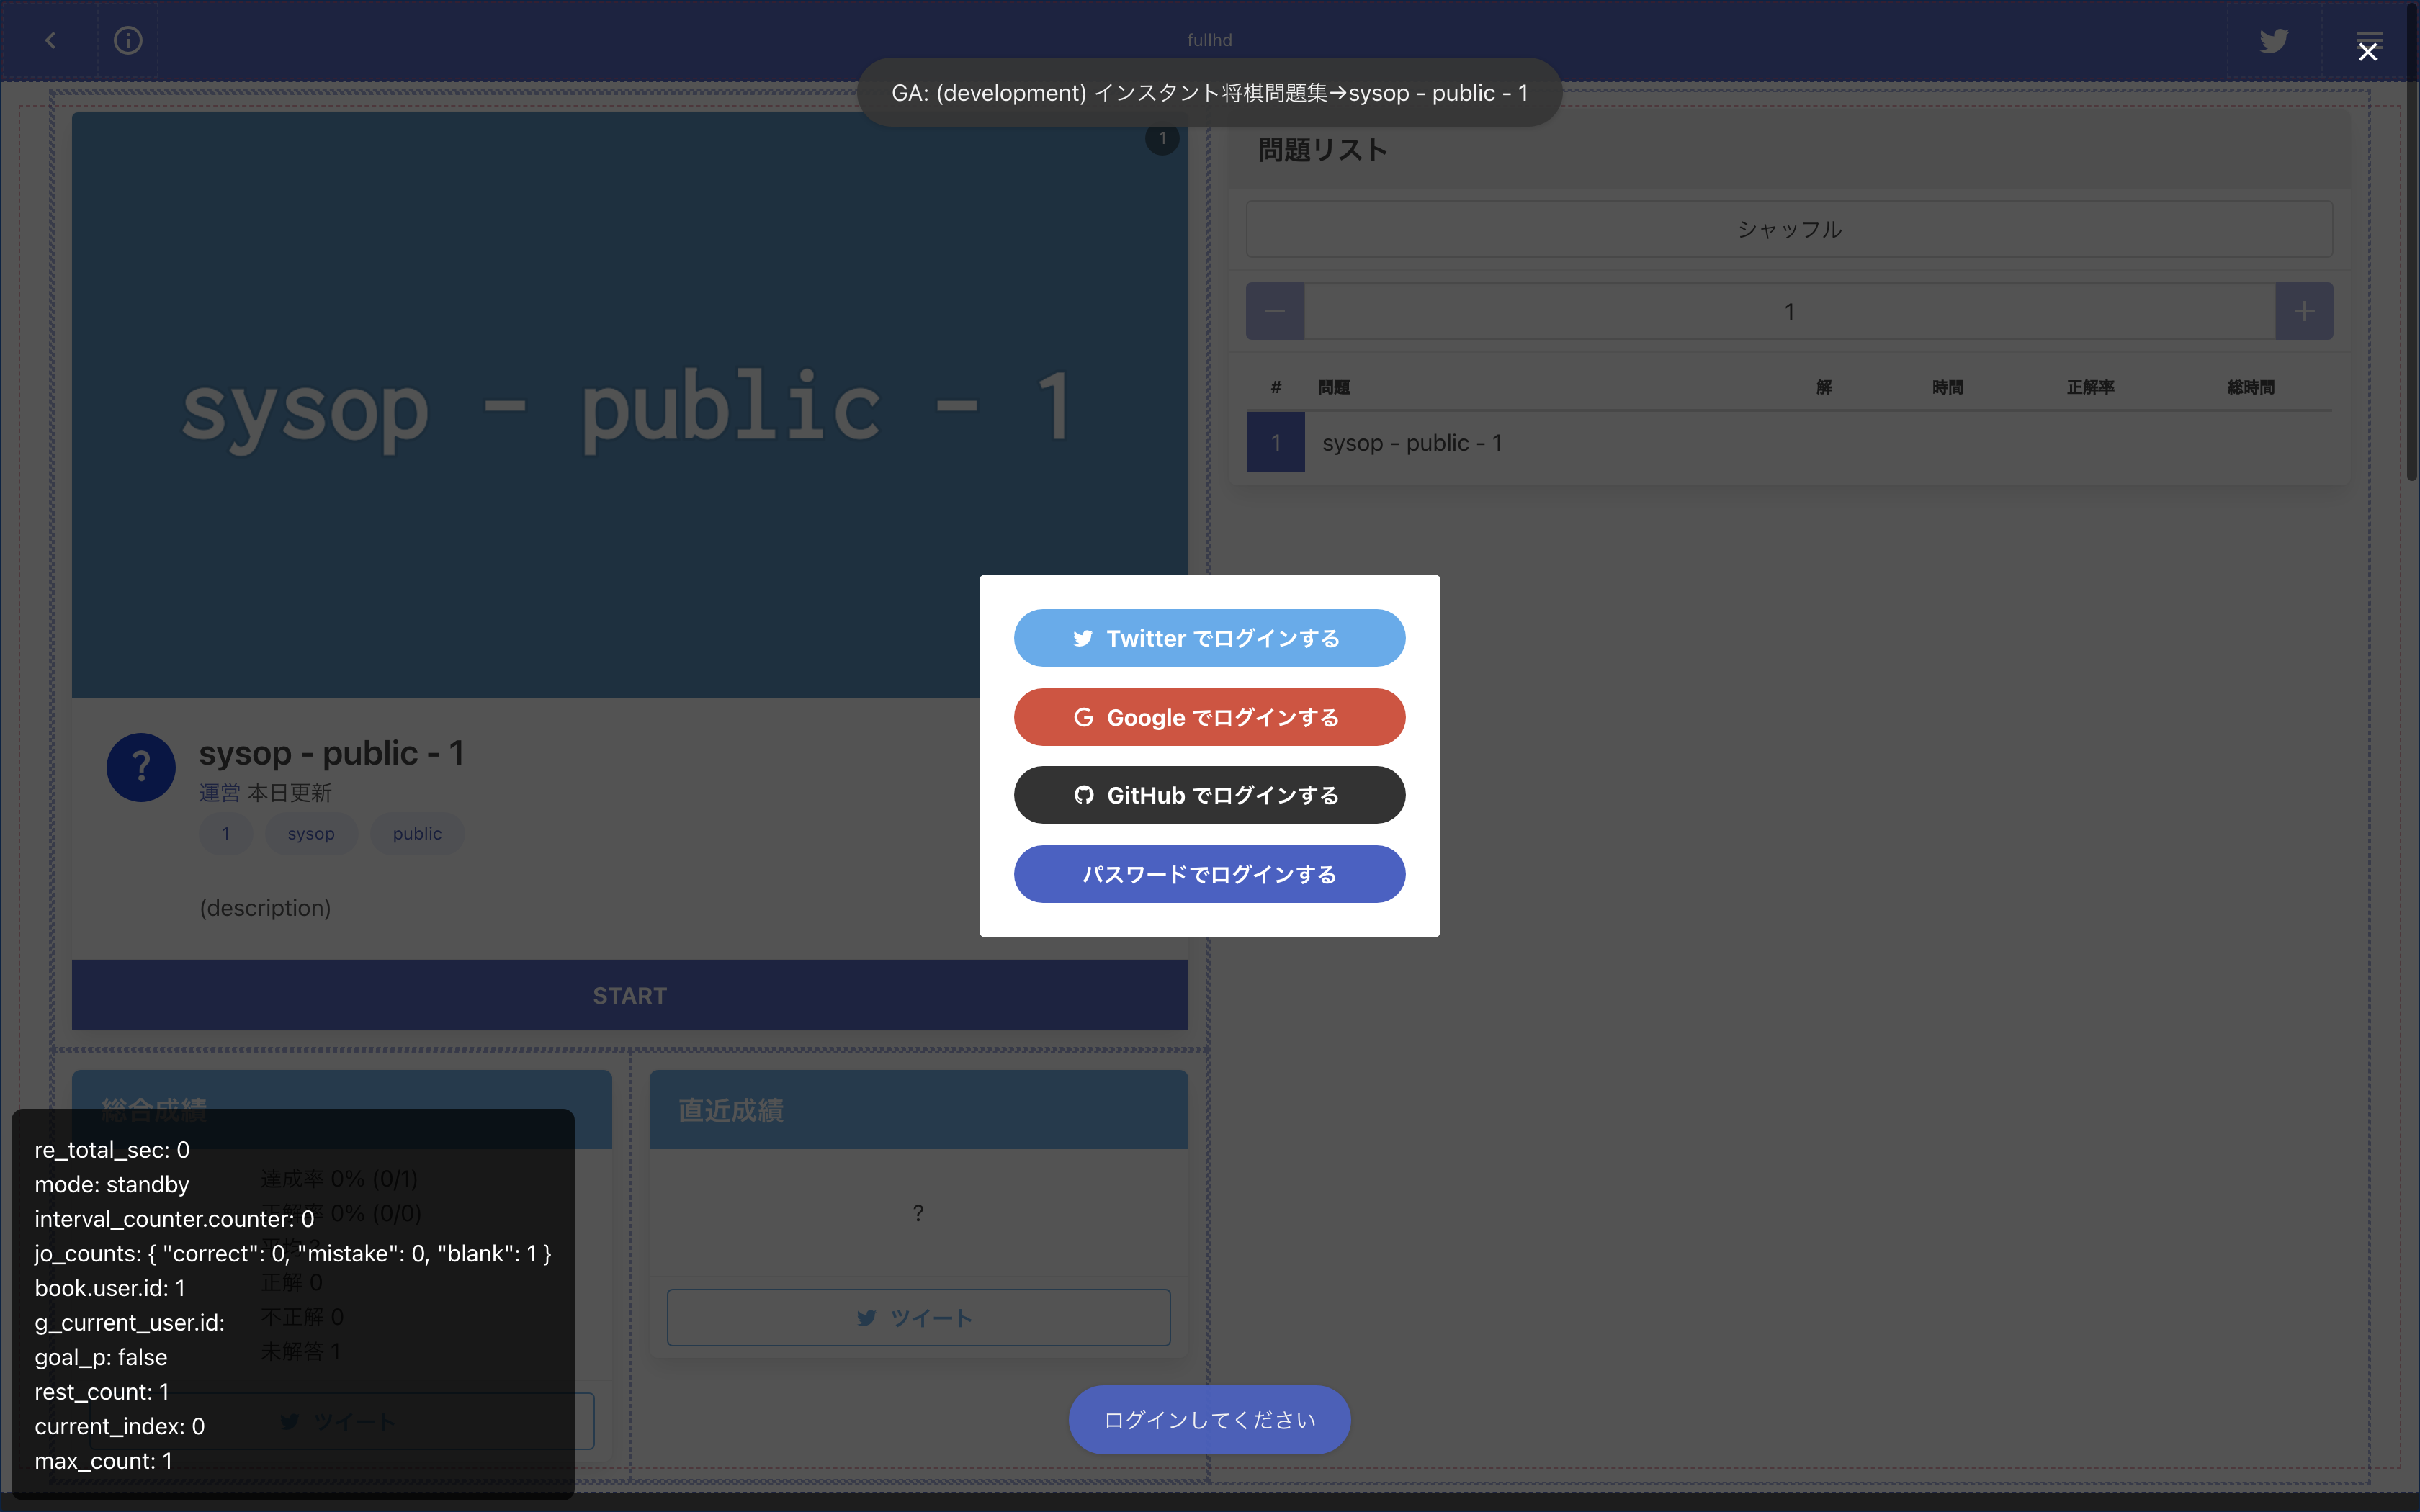 fullhd
GA: (development) インスタント将棋問題集→sysop - public - 1
1
sysop - public - 1
?
sysop - public - 1
運営 本日更新
1 sysop public
(description)
START
問題リスト
シャッフル
1
# 問題 解 時間 正解率 総時間
1 sysop - public - 1
Twitter でログインする
Google でログインする
GitHub でログインする
パスワードでログインする
総合成績
達成率 0% (0/1)
正解率 0% (0/0)
正解 0
不正解 0
未解答 1
ツイート
直近成績
?
ツイート
re_total_sec: 0
mode: standby
interval_counter.counter: 0
jo_counts: { "correct": 0, "mistake": 0, "blank": 1 }
book.user.id: 1
g_current_user.id:
goal_p: false
rest_count: 1
current_index: 0
max_count: 1
ログインしてください